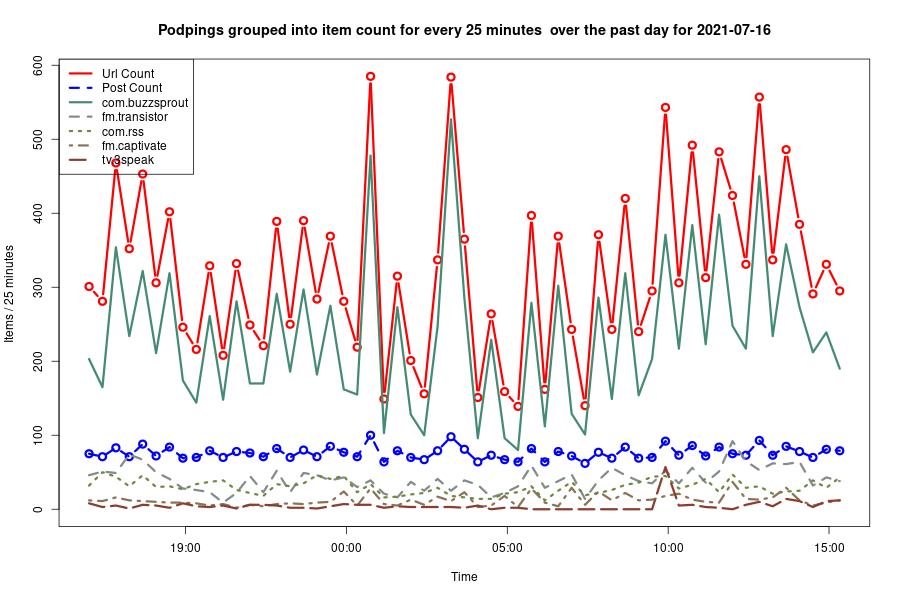 Podpings grouped into item count for every 25 minutes  over the past day for 2021-07-16
Url Count
Post Count
com.buzzsprout
fm.transistor
com.rss
fm.captivate
tv.3speak
600
500
400
300
200
100
0
Items / 25 minutes
19:00
00:00
05:00
10:00
15:00
Time